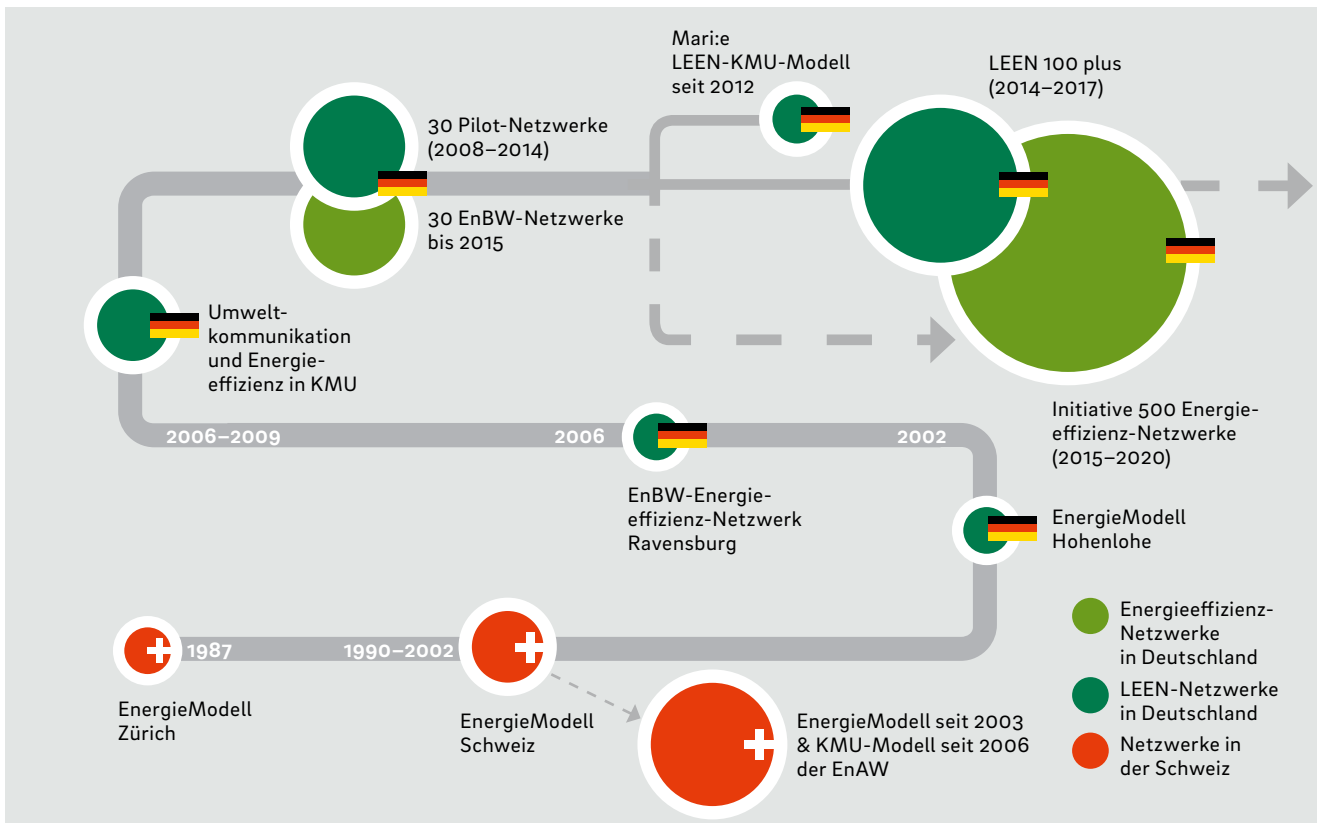 Mari:e
LEEN-KMU-Modell
seit 2012
LEEN 100 plus
(2014–2017)
30 Pilot-Netzwerke
(2008–2014)
30 EnBW-Netzwerke
bis 2015
Umwelt-
kommunikation
und Energie-
effizienz in KMU
Initiative 500 Energie-
effizienz-Netzwerke
(2015–2020)
2006–2009
2006
2002
EnBW-Energie-
effizienz-Netzwerk
Ravensburg
EnergieModell
Hohenlohe
1987
1990–2002
EnergieModell
Zürich
EnergieModell
Schweiz
EnergieModell seit 2003
& KMU-Modell seit 2006
der EnAW
Energieeffizienz-
Netzwerke
in Deutschland
LEEN-Netzwerke
in Deutschland
Netzwerke in
der Schweiz